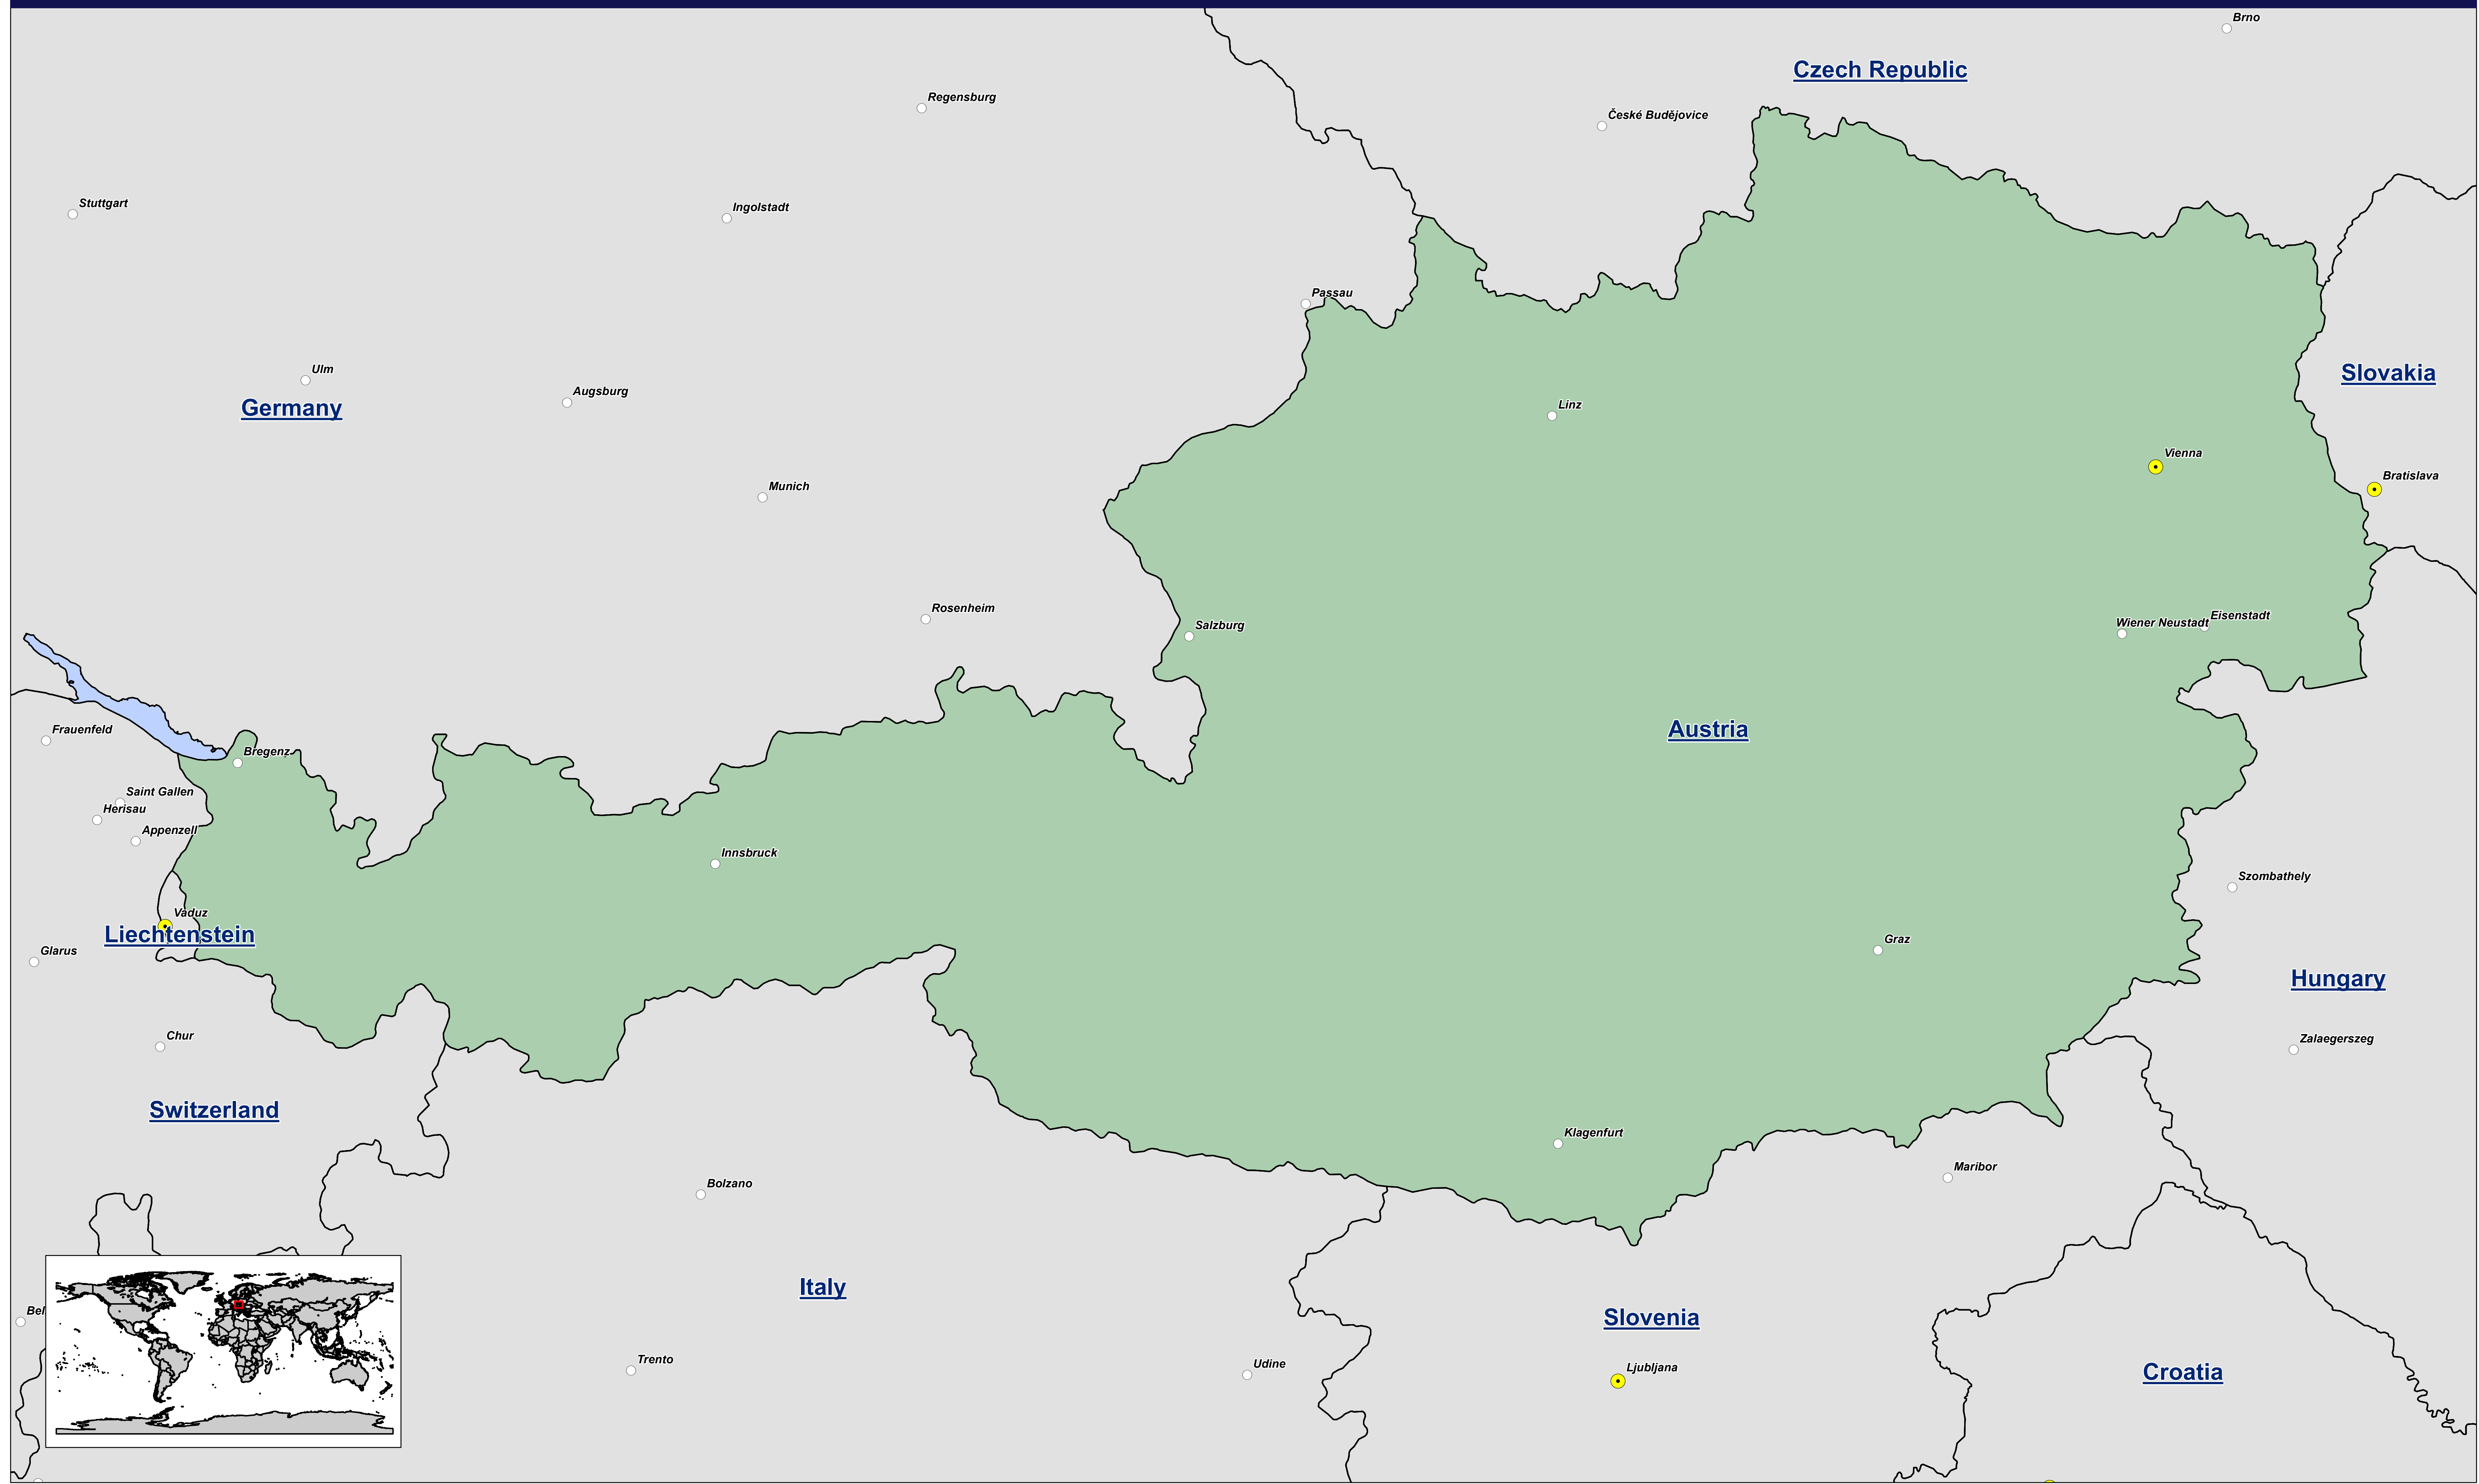 Brno
Czech Republic
Regensburg
České Budějovice
Stuttgart
Ingolstadt
Passau
Ulm
Slovakia
Augsburg
Germany
Linz
Vienna
Bratislava
Munich
Rosenheim
Salzburg
Eisenstadt
Wiener Neustadt
Frauenfeld
Austria
Bregenz
Saint Gallen
Herisau
Appenzell
Innsbruck
Szombathely
Vaduz
Liechtenstein
Graz
Glarus
Hungary
Chur
Zalaegerszeg
Switzerland
Klagenfurt
Maribor
Bolzano
Italy
Bel
Slovenia
Trento
Udine
Ljubljana
Croatia